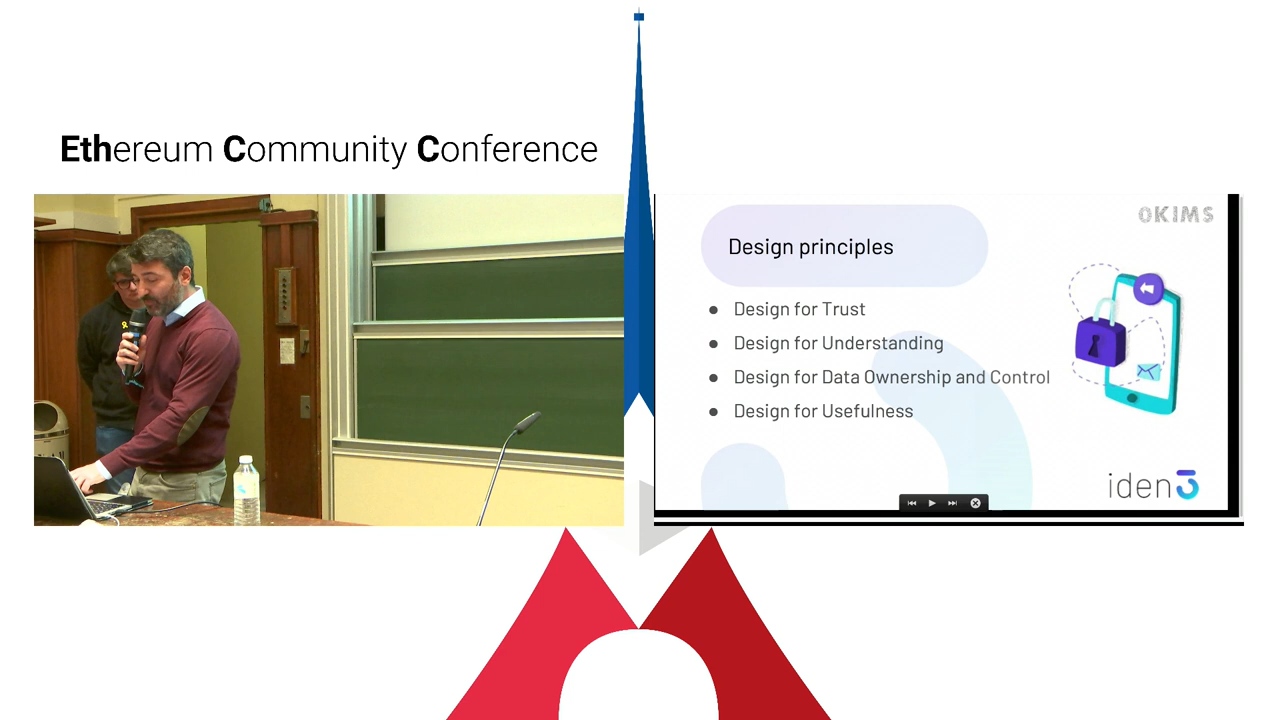 Ethereum Community Conference
0KIMS
Design principles
● Design for Trust
● Design for Understanding
● Design for Data Ownership and Control
● Design for Usefulness
iden3